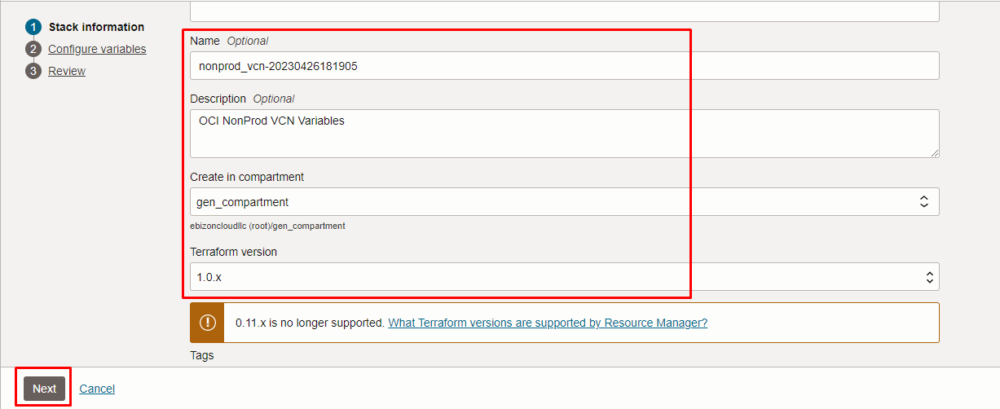 1 Stack information
2 Configure variables
3 Review
Name Optional
nonprod_vcn-20230426181905
Description Optional
OCI NonProd VCN Variables
Create in compartment
gen_compartment
ebizoncloudllc (root)/gen_compartment
Terraform version
1.0.x
! 0.11.x is no longer supported. What Terraform versions are supported by Resource Manager?
Tags
Next Cancel